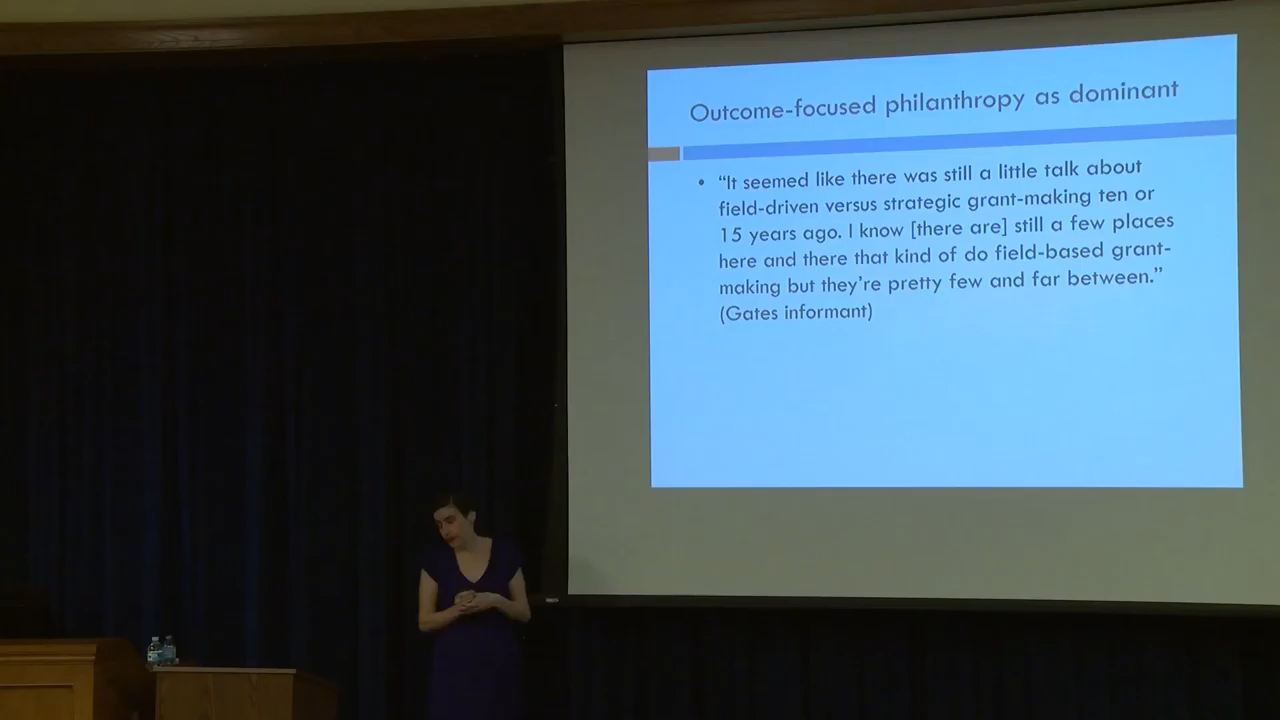 Outcome-focused philanthropy as dominant
• “It seemed like there was still a little talk about
field-driven versus strategic grant-making ten or
15 years ago. I know [there are] still a few places
here and there that kind of do field-based grant-
making but they’re pretty few and far between.”
(Gates informant)